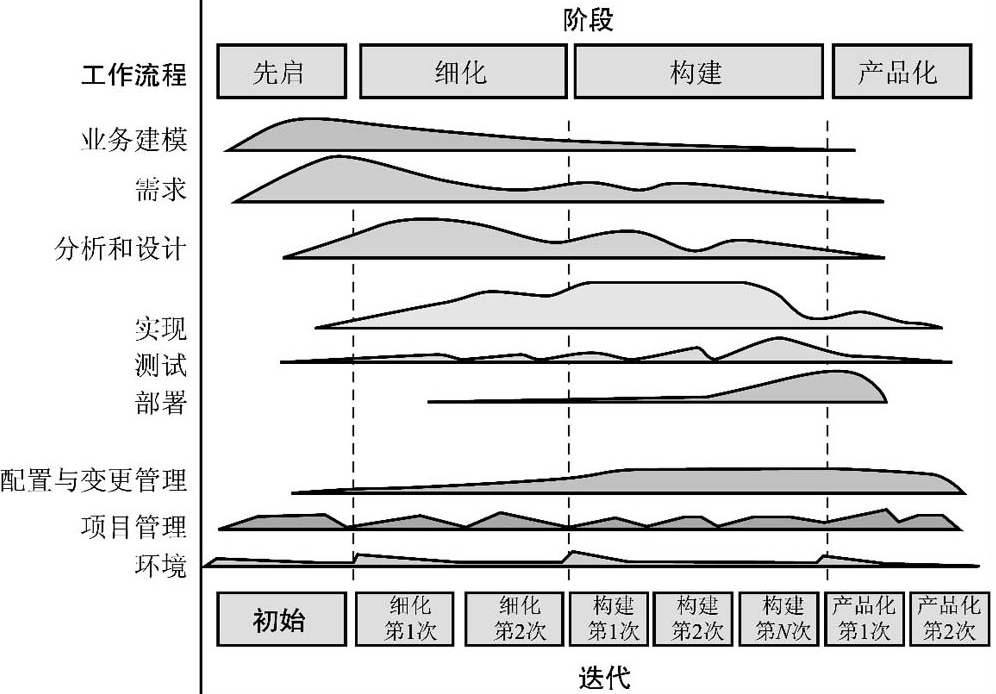 阶段
工作流程
先启
细化
构建
产品化
业务建模
需求
分析和设计
实现
测试
部署
配置与变更管理
项目管理
环境
初始
细化
第1次
细化
第2次
构建
第1次
构建
第2次
构建
第N次
产品化
第1次
产品化
第2次
迭代